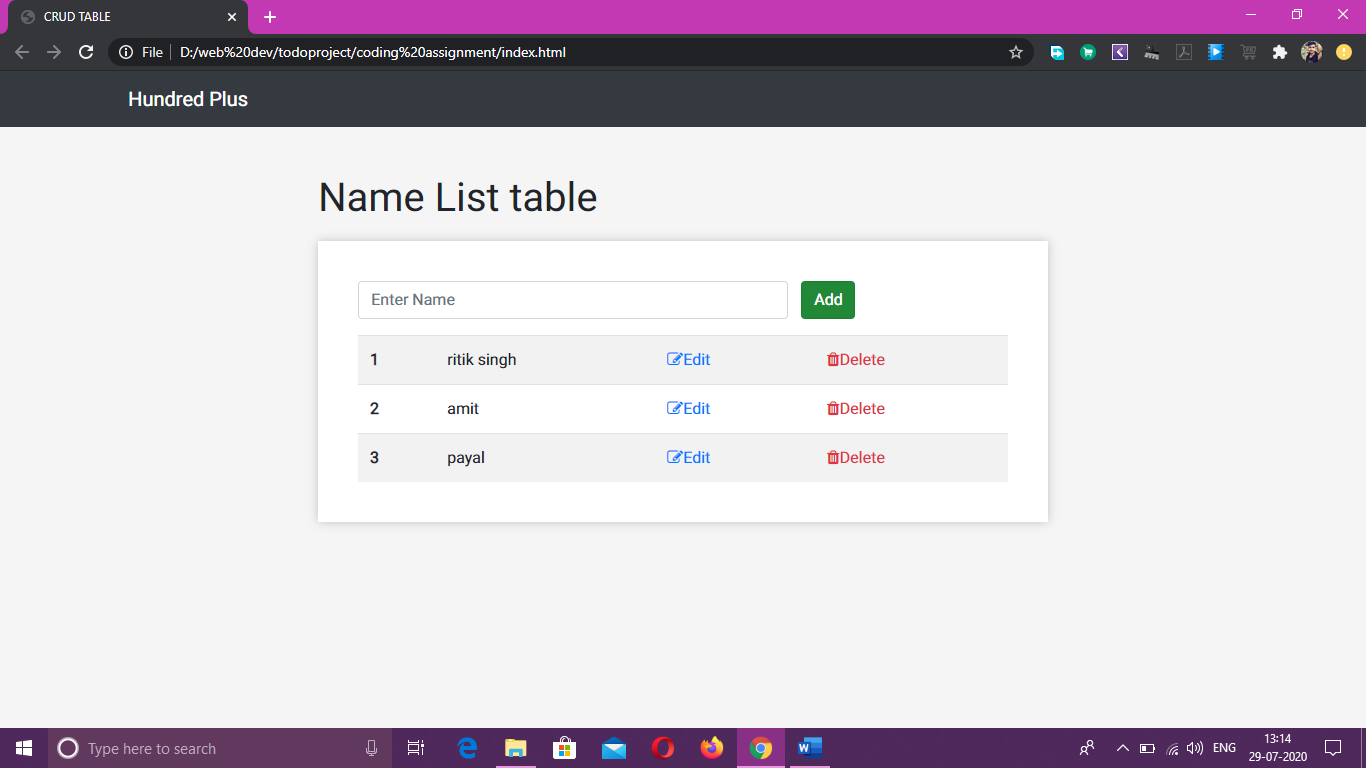 CRUD TABLE
File D:/web%20dev/todoproject/coding%20assignment/index.html
Hundred Plus
Name List table
Enter Name Add
1 ritik singh Edit Delete
2 amit Edit Delete
3 payal Edit Delete
Type here to search
ENG
13:14
29-07-2020